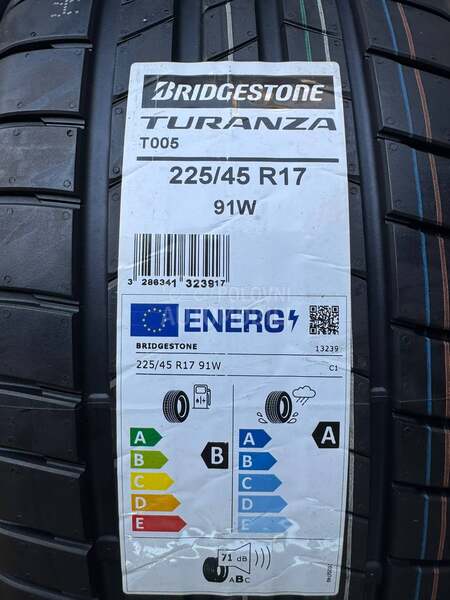 BRIDGESTONE
TURANZA
T005
225/45 R17
91W
3 286341 323917
POLOVNI
ENERG
BRIDGESTONE 13239
225/45 R17 91W C1
A A
B B
C C
D D
E E
B
A
71 dB
ABC